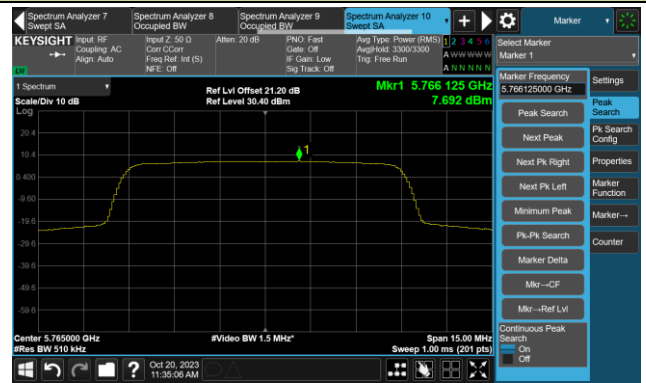 Spectrum Analyzer 7
Swept SA
Spectrum Analyzer 8
Occupied BW
Spectrum Analyzer 9
Occupied BW
Spectrum Analyzer 10
Swept SA
+
Marker
KEYSIGHT
Input: RF
Coupling: AC
Align: Auto
Input Z: 50 Ω
Corr CCorr
Freq Ref: Int (S)
NFE: Off
Atten: 20 dB
PNO: Fast
Gate: Off
IF Gain: Low
Sig Track: Off
Avg Type: Power (RMS)
Avg|Hold: 3300/3300
Trig: Free Run
1 2 3 4 5 6
A W W W W W
A N N N N N
Select Marker
Marker 1
1 Spectrum
Scale/Div 10 dB
Log
Ref Lvl Offset 21.20 dB
Ref Level 30.40 dBm
Mkr1 5.766 125 GHz
7.692 dBm
20.4
10.4
0.400
-9.60
-19.6
-29.6
-39.6
-49.6
-59.6
1
Center 5.765000 GHz
#Res BW 510 kHz
#Video BW 1.5 MHz*
Span 15.00 MHz
Sweep 1.00 ms (201 pts)
Marker Frequency
5.766125000 GHz
Peak Search
Next Peak
Next Pk Right
Next Pk Left
Minimum Peak
Pk-Pk Search
Marker Delta
Mkr→CF
Mkr→Ref Lvl
Continuous Peak
Search
On
Off
Settings
Peak
Search
Pk Search
Config
Properties
Marker
Function
Marker→
Counter
?
Oct 20, 2023
11:35:06 AM